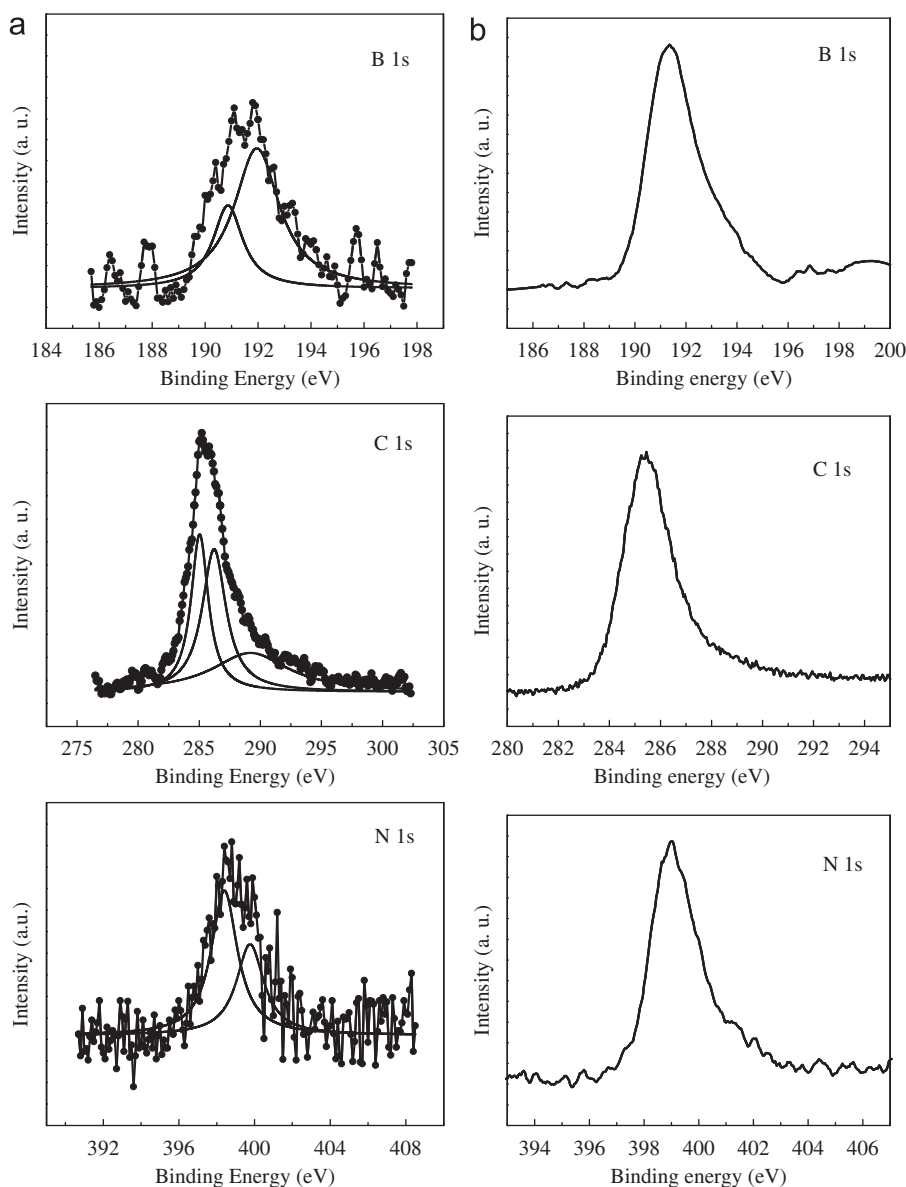 a
B 1s
Intensity (a. u.)
184 186 188 190 192 194 196 198
Binding Energy (eV)
b
B 1s
Intensity (a. u.)
186 188 190 192 194 196 198 200
Binding energy (eV)
C 1s
Intensity (a. u.)
275 280 285 290 295 300 305
Binding Energy (eV)
C 1s
Intensity (a. u.)
280 282 284 286 288 290 292 294
Binding energy (eV)
N 1s
Intensity (a.u.)
392 396 400 404 408
Binding Energy (eV)
N 1s
Intensity (a. u.)
394 396 398 400 402 404 406
Binding energy (eV)